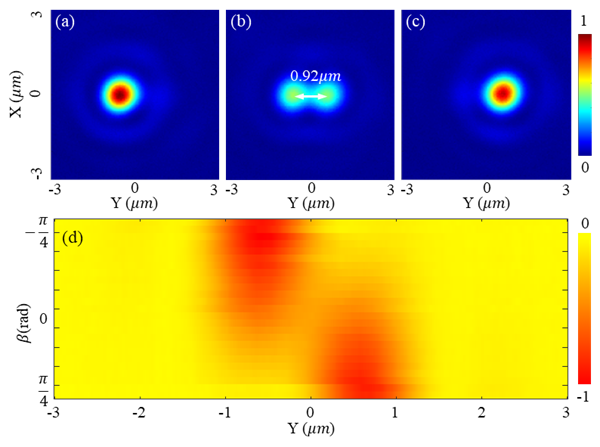 (a) (b) (c)
3 0 -3
X (μm)
0.92μm
1
0
-3 0 3 -3 0 3 -3 0 3
Y (μm) Y (μm) Y (μm)
(d)
-π/4 0 π/4
β(rad)
0
-1
-3 -2 -1 0 1 2 3
Y (μm)